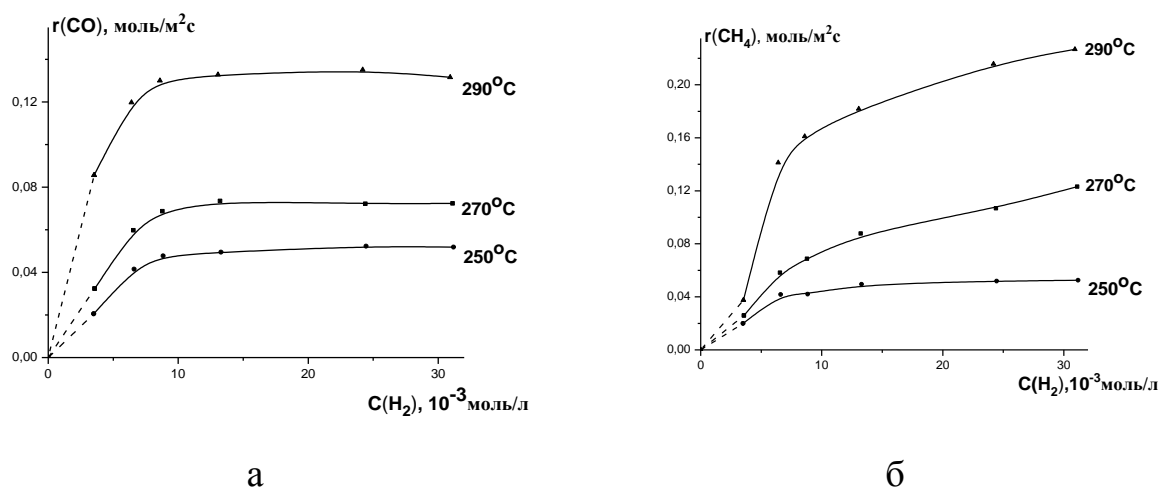 r(CO), моль/м²с
0,12
0,08
0,04
0,00
0
10
20
30
290°C
270°C
250°C
C(H₂), 10⁻³моль/л
а
r(CH₄), моль/м²с
0,20
0,16
0,12
0,08
0,04
0,00
0
10
20
30
290°C
270°C
250°C
C(H₂),10⁻³моль/л
б